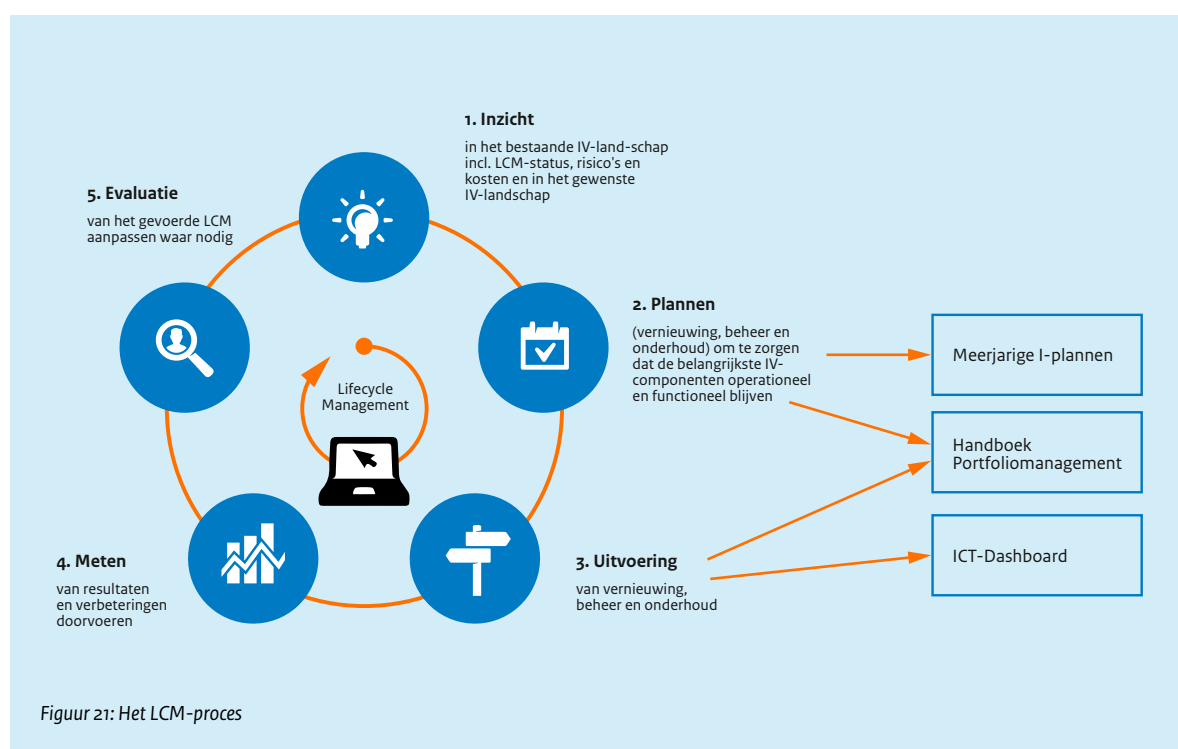 1. Inzicht
in het bestaande IV-land-schap
incl. LCM-status, risico's en
kosten en in het gewenste
IV-landschap
5. Evaluatie
van het gevoerde LCM
aanpassen waar nodig
2. Plannen
(vernieuwing, beheer en
onderhoud) om te zorgen
dat de belangrijkste IV-
componenten operationeel
en functioneel blijven
Meerjarige I-plannen
Lifecycle
Management
Handboek
Portfoliomanagement
4. Meten
van resultaten
en verbeteringen
doorvoeren
3. Uitvoering
van vernieuwing,
beheer en onderhoud
ICT-Dashboard
Figuur 21: Het LCM-proces